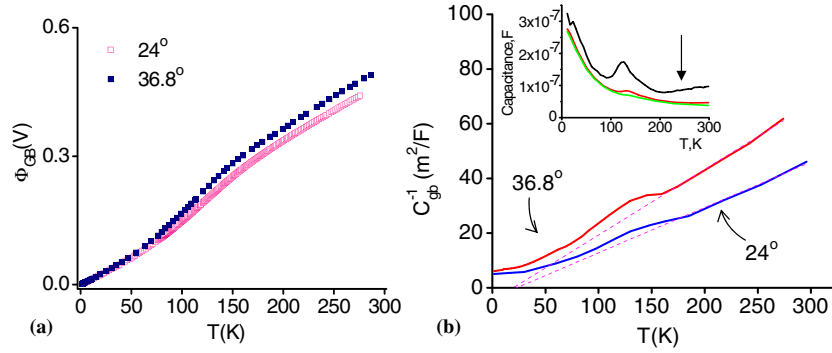 0.6
24°
36.8°
0.3
0.0
Φ_GB(V)
0 50 100 150 200 250 300
T(K)
(a)
100
80
60
40
20
0
C_gb^-1 (m^2/F)
3x10^-7
2x10^-7
1x10^-7
0
Capacitance,F
0 100 200 300
T,K
36.8°
24°
0 50 100 150 200 250 300
T(K)
(b)